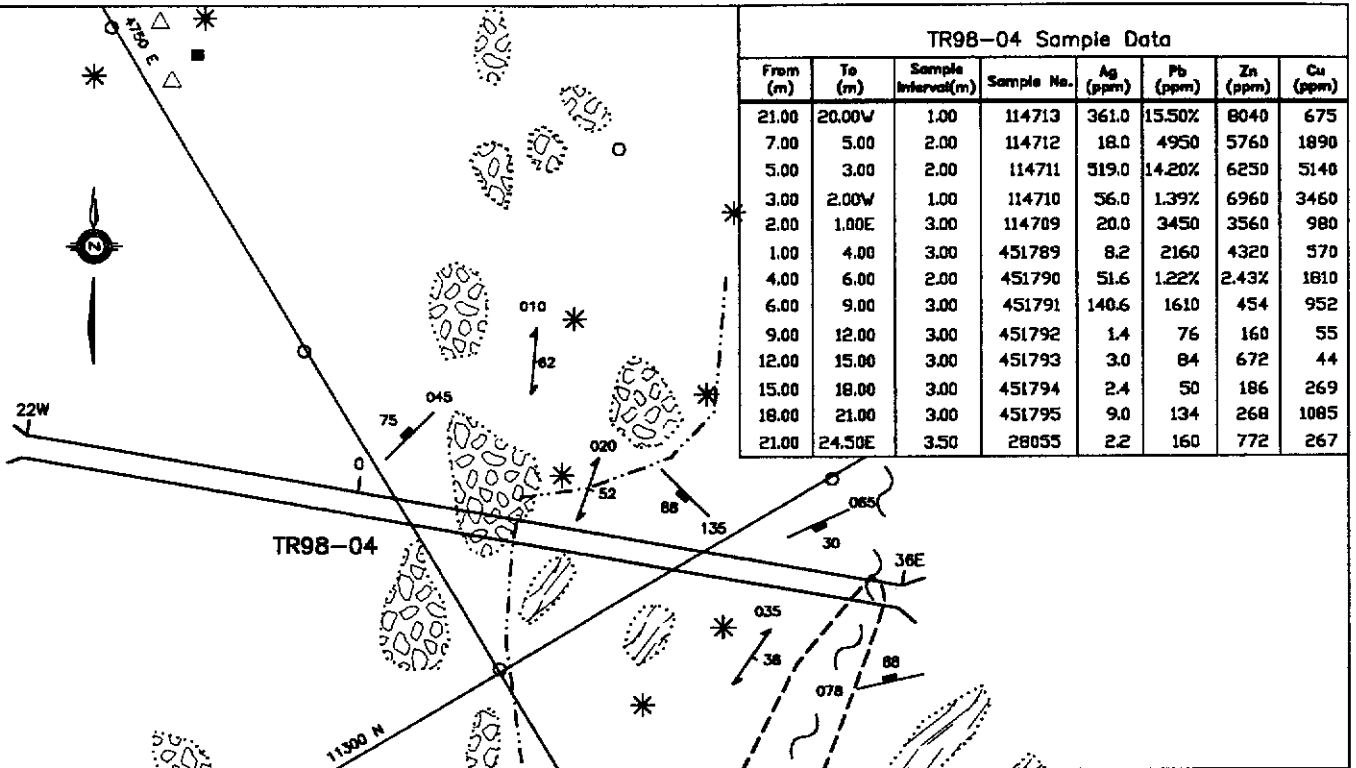 4750 E
TR98-04 Sample Data
From (m) To (m) Sample Interval(m) Sample No. Ag (ppm) Pb (ppm) Zn (ppm) Cu (ppm)
21.00 20.00W 1.00 114713 361.0 15.50% 8040 675
7.00 5.00 2.00 114712 18.0 4950 5760 1890
5.00 3.00 2.00 114711 519.0 14.20% 6250 5140
3.00 2.00W 1.00 114710 56.0 1.39% 6960 3460
2.00 1.00E 3.00 114709 20.0 3450 3560 980
1.00 4.00 3.00 451789 8.2 2160 4320 570
4.00 6.00 2.00 451790 51.6 1.22% 2.43% 1810
6.00 9.00 3.00 451791 140.6 1610 454 952
9.00 12.00 3.00 451792 1.4 76 160 55
12.00 15.00 3.00 451793 3.0 84 672 44
15.00 18.00 3.00 451794 2.4 50 186 269
18.00 21.00 3.00 451795 9.0 134 268 1085
21.00 24.50E 3.50 28055 2.2 160 772 267
N
010
62
045
75
22W
0
020
52
88
135
065
30
TR98-04
36E
035
38
88
078
11300 N